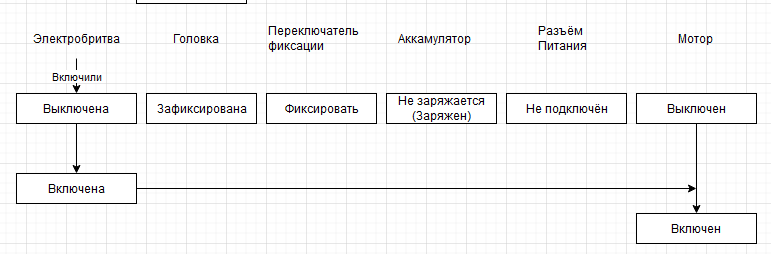 Электробритва
Головка
Переключатель
фиксации
Аккамулятор
Разъём
Питания
Мотор
Включили
Выключена
Зафиксирована
Фиксировать
Не заряжается
(Заряжен)
Не подключён
Выключен
Включена
Включен